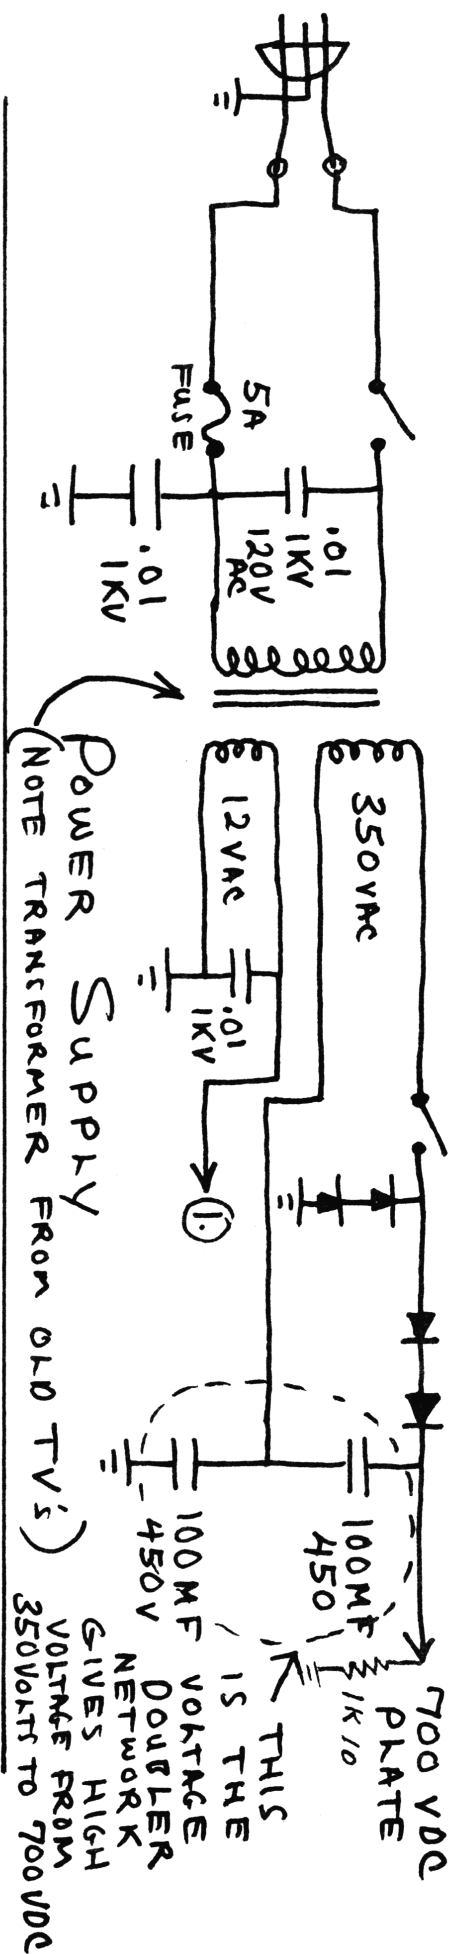 5A
FUSE
.01
1KV
120V
AC
.01
1KV
350VAC
12VAC
.01
1KV
1.
100MF
450
100MF
450V
700 VDC
PLATE
1K 10
THIS
IS THE
VOLTAGE
DOUBLER
NETWORK
GIVES HIGH
VOLTAGE FROM
350VOLTS TO 700VDC
POWER SUPPLY
(NOTE TRANSFORMER FROM OLD TV's)